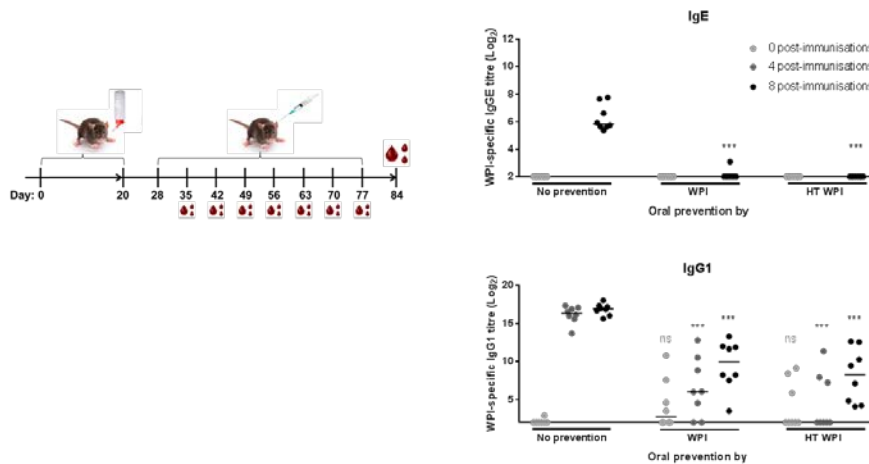 Day: 0 20 28 35 42 49 56 63 70 77 84
IgE
WPI-specific IgGE titre (Log2)
12
10
8
6
4
2
0 post-immunisations
4 post-immunisations
8 post-immunisations
***
***
No prevention WPI HT WPI
Oral prevention by
IgG1
WPI-specific IgG1 titre (Log2)
20
15
10
5
ns *** *** ns *** ***
No prevention WPI HT WPI
Oral prevention by